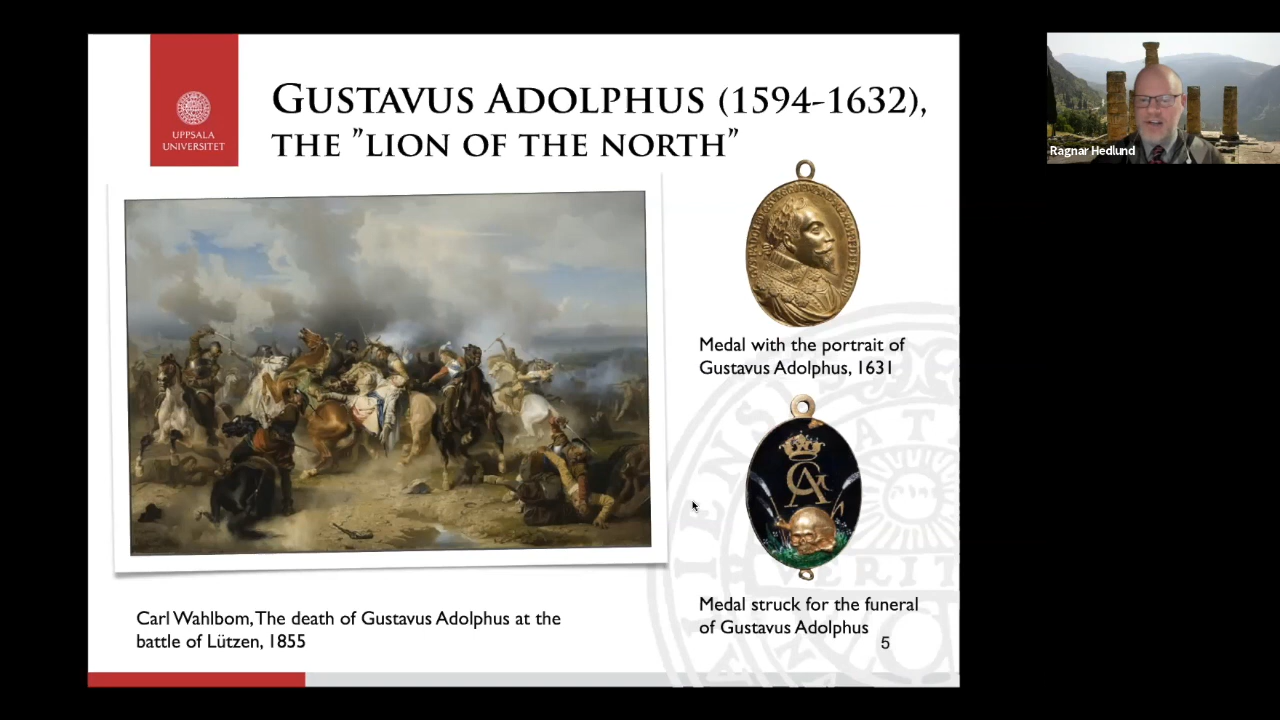 UPPSALA
UNIVERSITET
GUSTAVUS ADOLPHUS (1594-1632),
THE ”LION OF THE NORTH”
Ragnar Hedlund
Medal with the portrait of
Gustavus Adolphus, 1631
Medal struck for the funeral
of Gustavus Adolphus
Carl Wahlbom, The death of Gustavus Adolphus at the
battle of Lützen, 1855
5